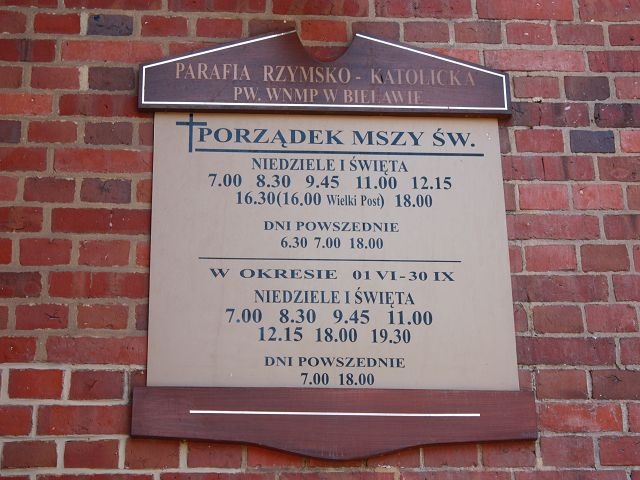 PARAFIA RZYMSKO - KATOLICKA
PW. WNMP W BIELAWIE
PORZĄDEK MSZY ŚW.
NIEDZIELE I ŚWIĘTA
7.00 8.30 9.45 11.00 12.15
16.30(16.00 Wielki Post) 18.00
DNI POWSZEDNIE
6.30 7.00 18.00
W OKRESIE 01 VI-30 IX
NIEDZIELE I ŚWIĘTA
7.00 8.30 9.45 11.00
12.15 18.00 19.30
DNI POWSZEDNIE
7.00 18.00